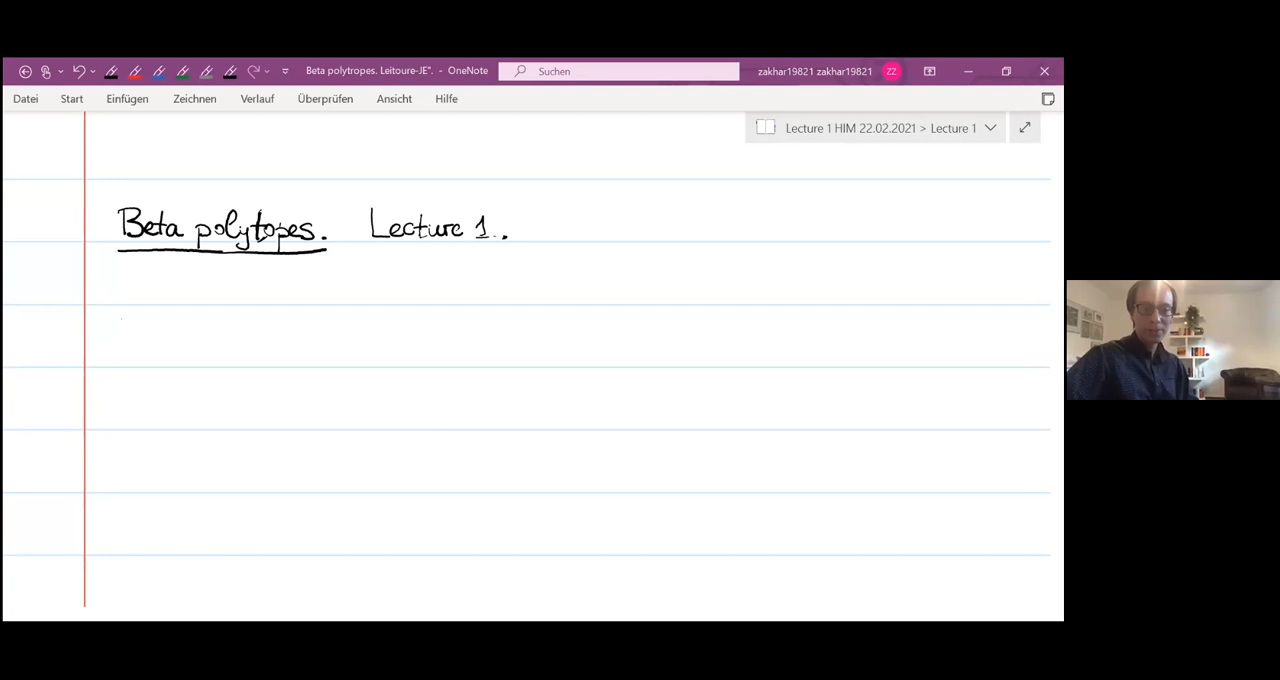 Beta polytopes. Leitoure-JE". - OneNote
Suchen
zakhar19821 zakhar19821 ZZ
Datei Start Einfügen Zeichnen Verlauf Überprüfen Ansicht Hilfe
Lecture 1 HIM 22.02.2021 > Lecture 1
Beta polytopes. Lecture 1.